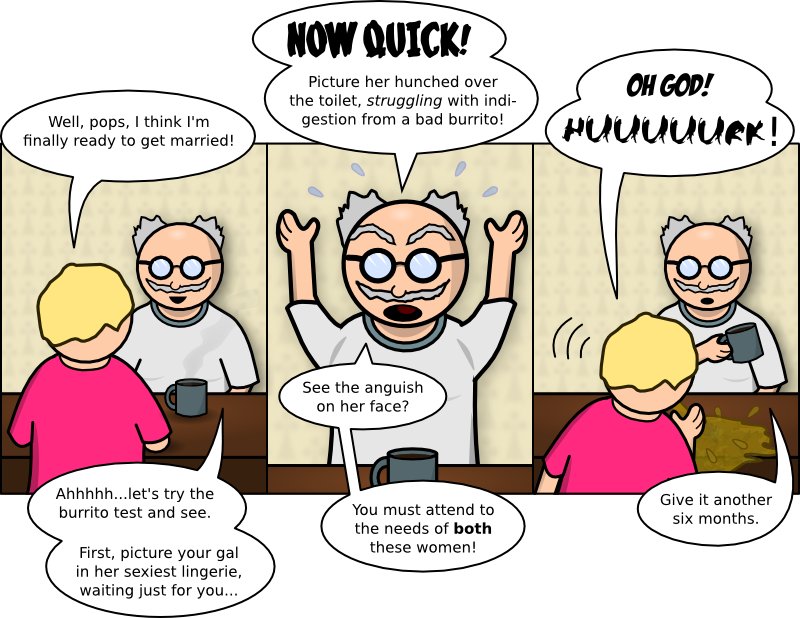 Well, pops, I think I'm
finally ready to get married!
Ahhhhh...let's try the
burrito test and see.
First, picture your gal
in her sexiest lingerie,
waiting just for you...
NOW QUICK!
Picture her hunched over
the toilet, struggling with indi-
gestion from a bad burrito!
See the anguish
on her face?
You must attend to
the needs of both
these women!
OH GOD!
HUUUUUURK!
Give it another
six months.